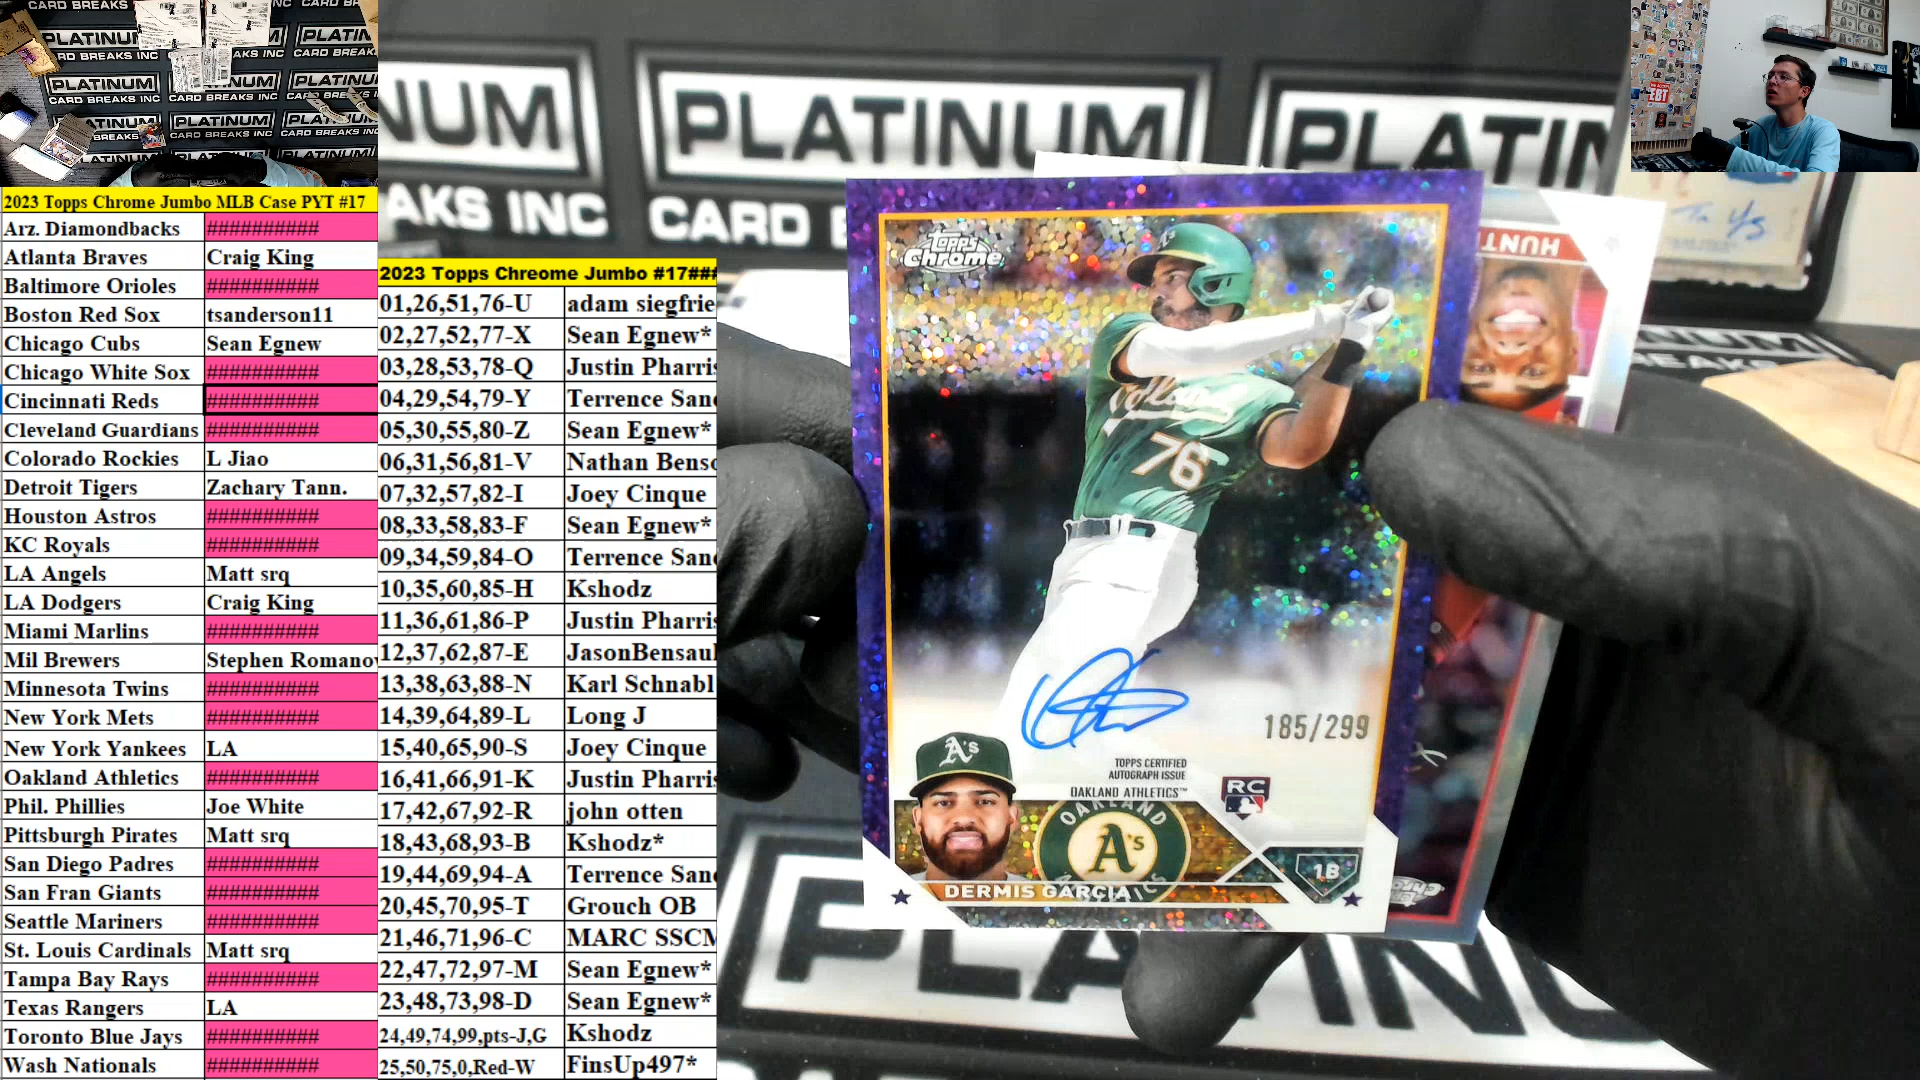 2023 Topps Chrome Jumbo MLB Case PYT #17
Arz. Diamondbacks ##########
Atlanta Braves Craig King
Baltimore Orioles ##########
Boston Red Sox tsanderson11
Chicago Cubs Sean Egnew
Chicago White Sox ##########
Cincinnati Reds ##########
Cleveland Guardians ##########
Colorado Rockies L Jiao
Detroit Tigers Zachary Tann.
Houston Astros ##########
KC Royals ##########
LA Angels Matt srq
LA Dodgers Craig King
Miami Marlins ##########
Mil Brewers Stephen Romanov
Minnesota Twins ##########
New York Mets ##########
New York Yankees LA
Oakland Athletics ##########
Phil. Phillies Joe White
Pittsburgh Pirates Matt srq
San Diego Padres ##########
San Fran Giants ##########
Seattle Mariners ##########
St. Louis Cardinals Matt srq
Tampa Bay Rays ##########
Texas Rangers LA
Toronto Blue Jays ##########
Wash Nationals ##########
2023 Topps Chreome Jumbo #17###
01,26,51,76-U adam siegfrie
02,27,52,77-X Sean Egnew*
03,28,53,78-Q Justin Pharris
04,29,54,79-Y Terrence San
05,30,55,80-Z Sean Egnew*
06,31,56,81-V Nathan Benso
07,32,57,82-I Joey Cinque
08,33,58,83-F Sean Egnew*
09,34,59,84-O Terrence San
10,35,60,85-H Kshodz
11,36,61,86-P Justin Pharris
12,37,62,87-E JasonBensaul
13,38,63,88-N Karl Schnabl
14,39,64,89-L Long J
15,40,65,90-S Joey Cinque
16,41,66,91-K Justin Pharris
17,42,67,92-R john otten
18,43,68,93-B Kshodz*
19,44,69,94-A Terrence San
20,45,70,95-T Grouch OB
21,46,71,96-C MARC SSCM
22,47,72,97-M Sean Egnew*
23,48,73,98-D Sean Egnew*
24,49,74,99,pts-J,G Kshodz
25,50,75,0,Red-W FinsUp497*
NUM PLATINUM PLATIN
AKS INC CARD B
Topps Chrome
76
185/299
TOPPS CERTIFIED
AUTOGRAPH ISSUE
OAKLAND ATHLETICS™
RC
A's
OAKLAND
A's
1B
DERMIS GARCIA
HUNT
PLATINUM
CARD BREAKS INC
EBT